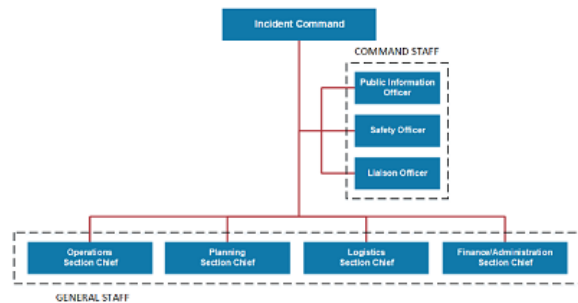 Incident Command
COMMAND STAFF
Public Information
Officer
Safety Officer
Liaison Officer
Operations
Section Chief
Planning
Section Chief
Logistics
Section Chief
Finance/Administration
Section Chief
GENERAL STAFF